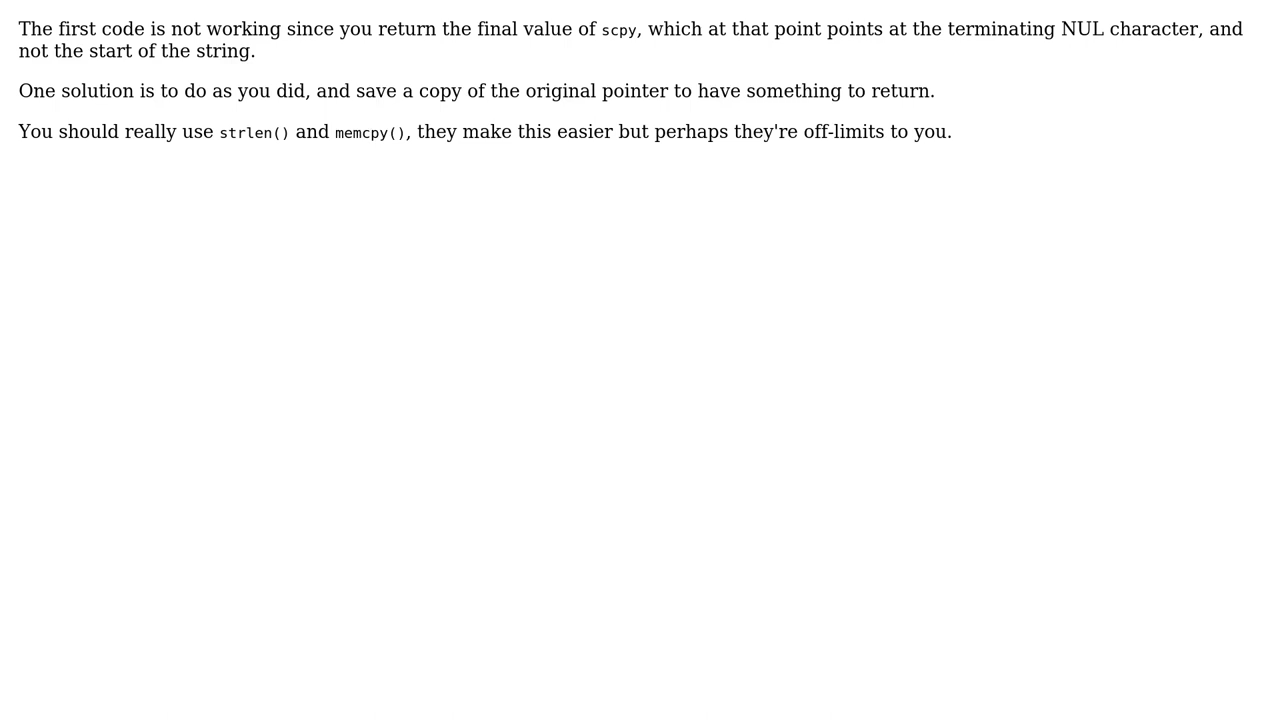 The first code is not working since you return the final value of scpy, which at that point points at the terminating NUL character, and
not the start of the string.
One solution is to do as you did, and save a copy of the original pointer to have something to return.
You should really use strlen() and memcpy(), they make this easier but perhaps they're off-limits to you.